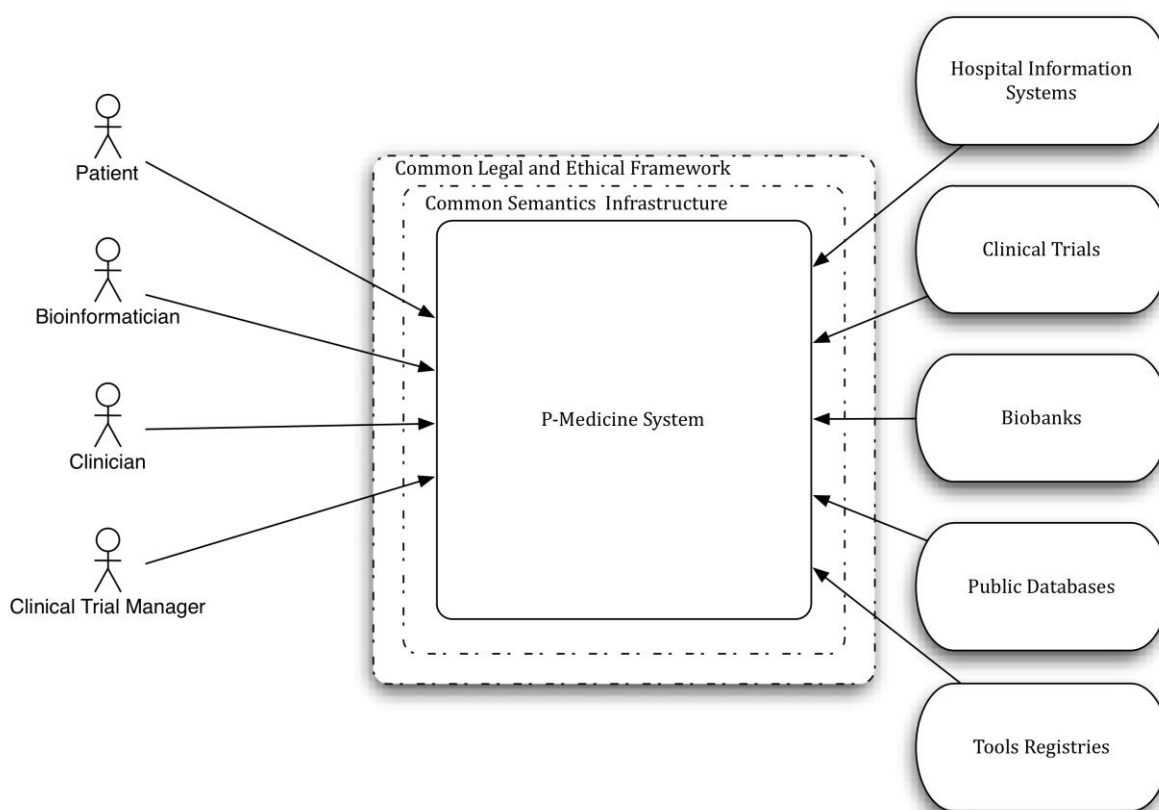 Patient
Bioinformatician
Clinician
Clinical Trial Manager
Common Legal and Ethical Framework
Common Semantics Infrastructure
P-Medicine System
Hospital Information
Systems
Clinical Trials
Biobanks
Public Databases
Tools Registries